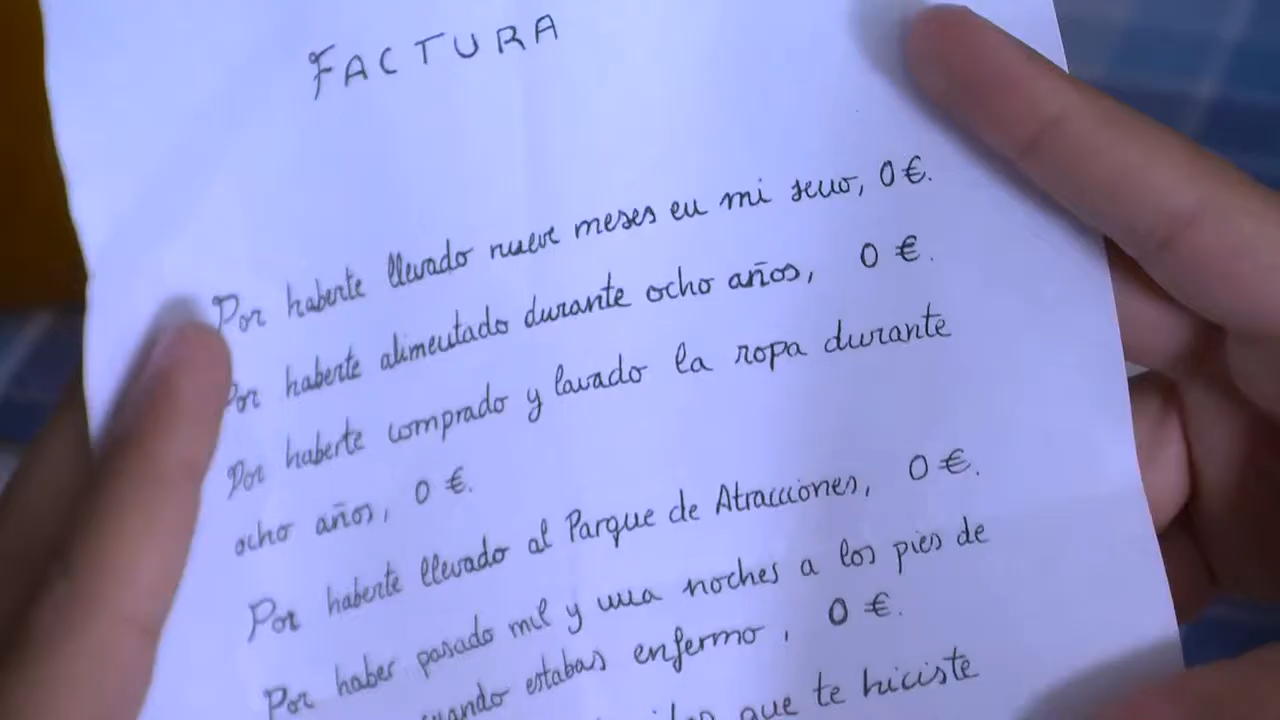 FACTURA
Por haberte llevado nueve meses en mi seno, 0 €.
Por haberte alimentado durante ocho años, 0 €.
Por haberte comprado y lavado la ropa durante
ocho años, 0 €.
Por haberte llevado al Parque de Atracciones, 0 €.
Por haber pasado mil y una noches a los pies de
cuando estabas enfermo, 0 €.
que te hiciste